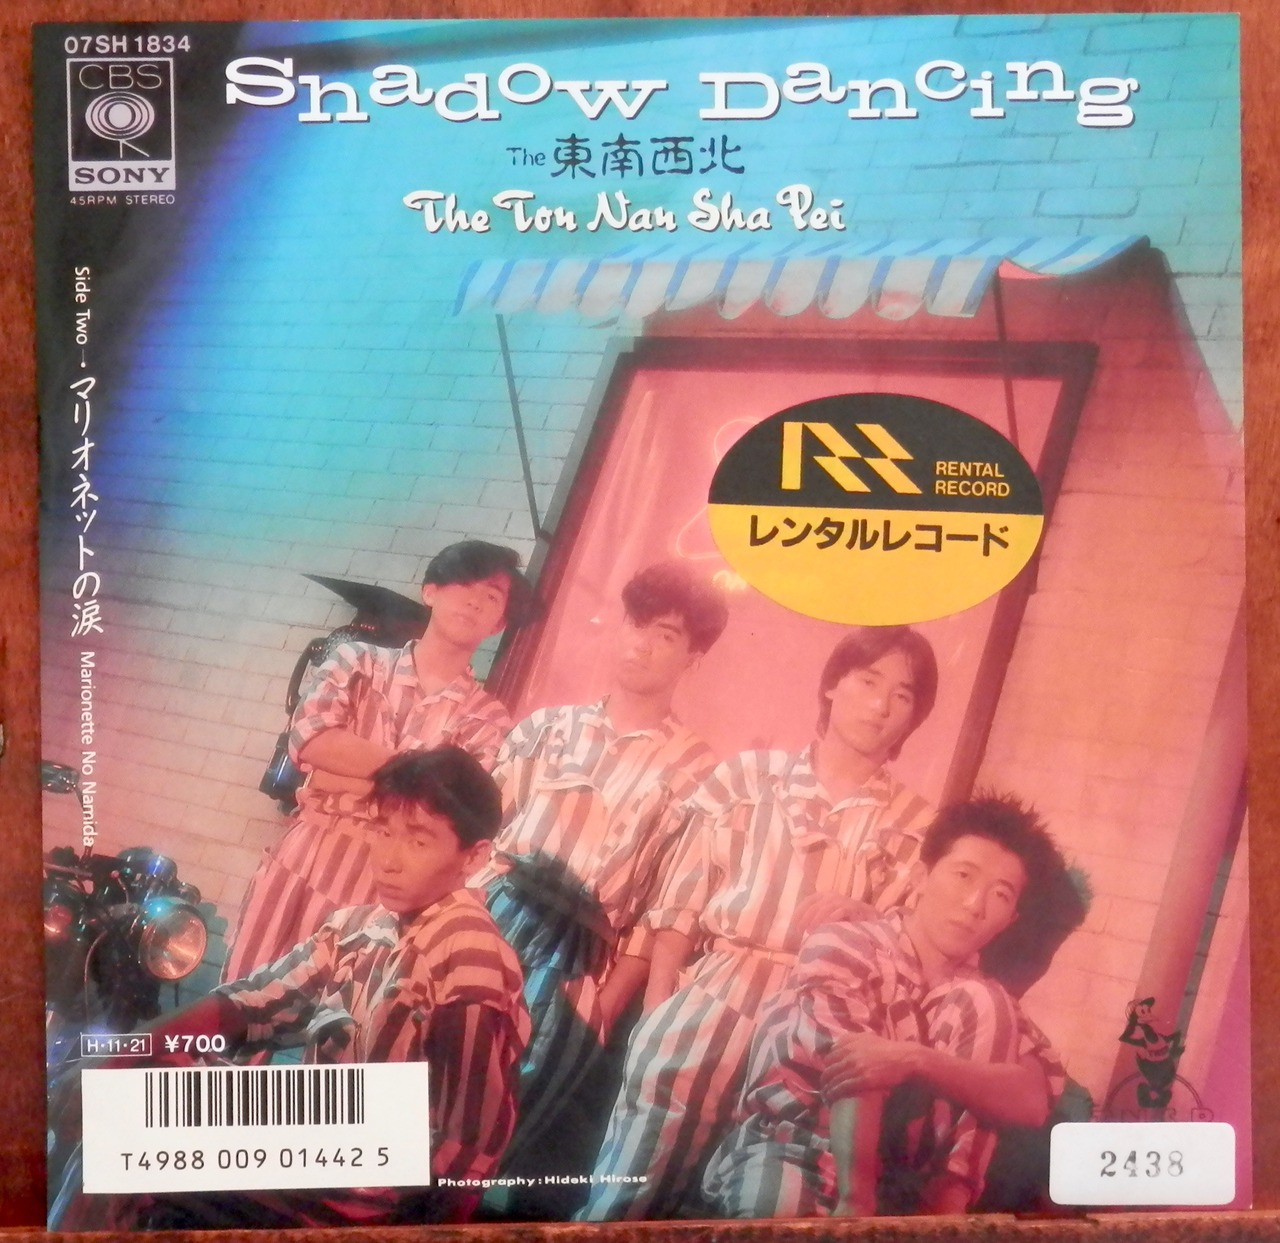 07SH 1834
CBS
SONY
45RPM STEREO
Shadow Dancing
The 東南西北
The Ton Nan Sha Pei
Side Two・マリオネットの涙 Marionette No Namida
RENTAL
RECORD
レンタルレコード
H・11・21 ¥700
T4988 009 01442 5
Photography : Hideki Hirose
2438